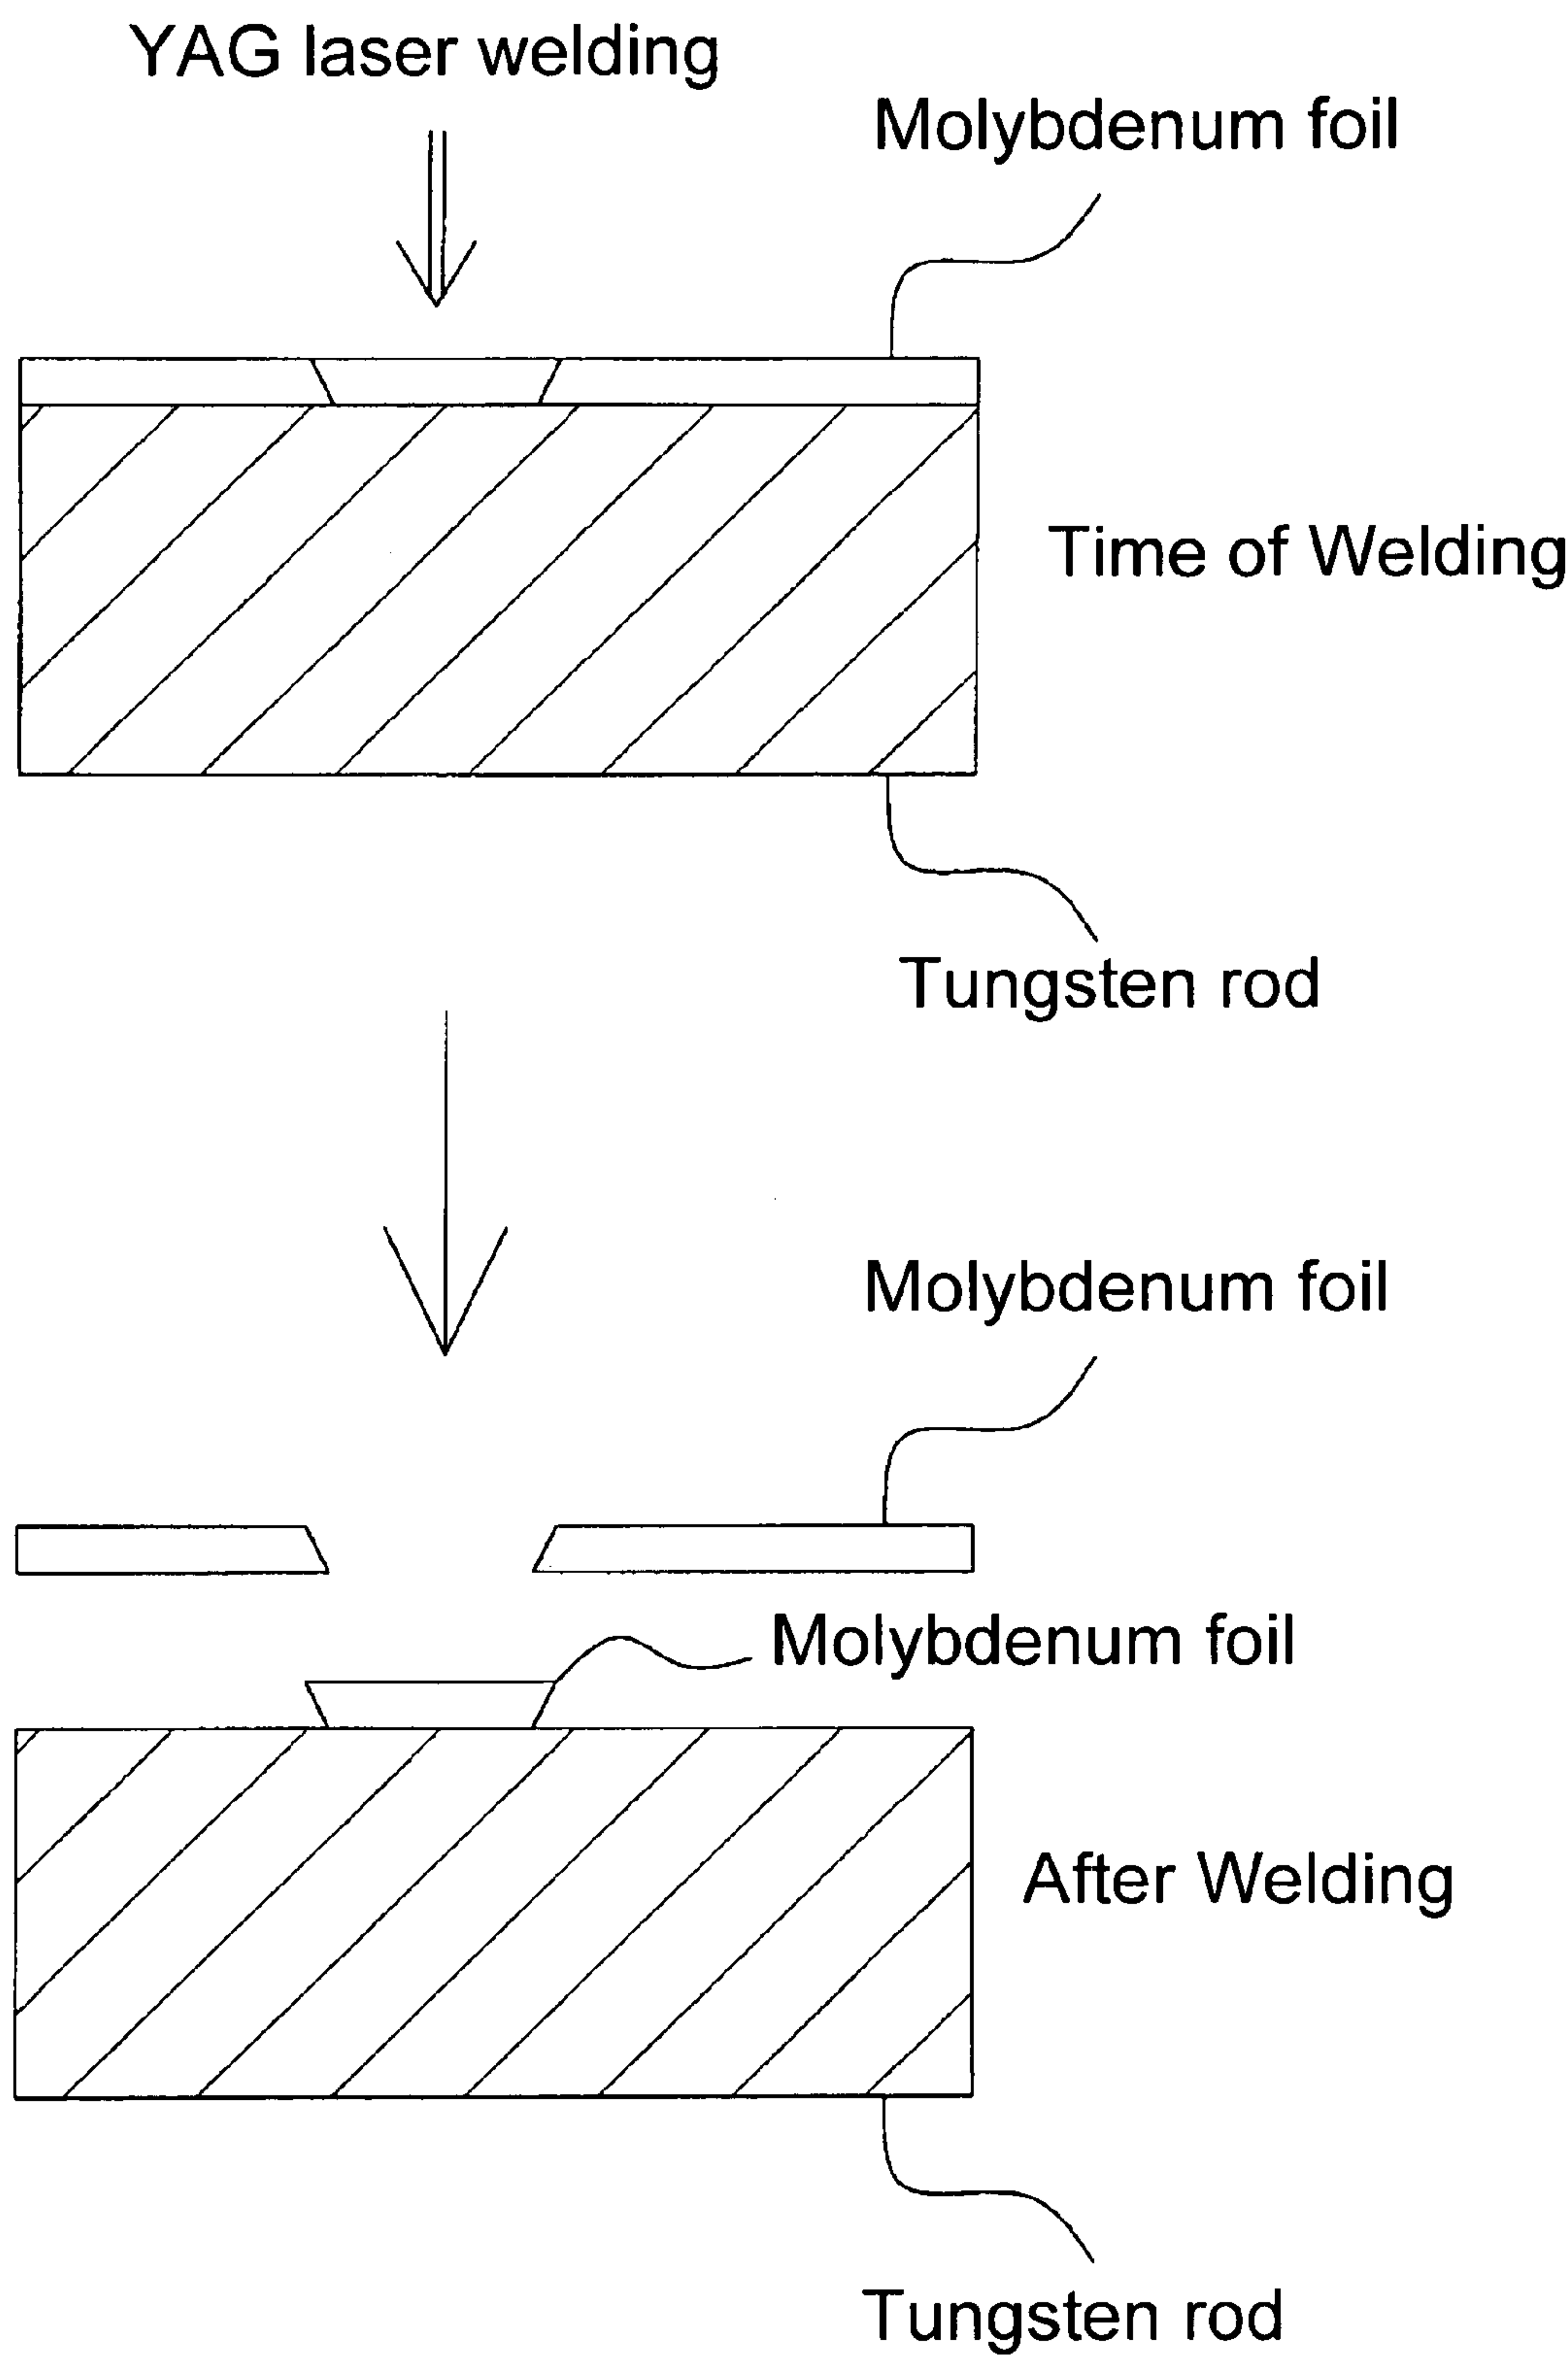 YAG laser welding
Molybdenum foil
Time of Welding
Tungsten rod
Molybdenum foil
Molybdenum foil
After Welding
Tungsten rod